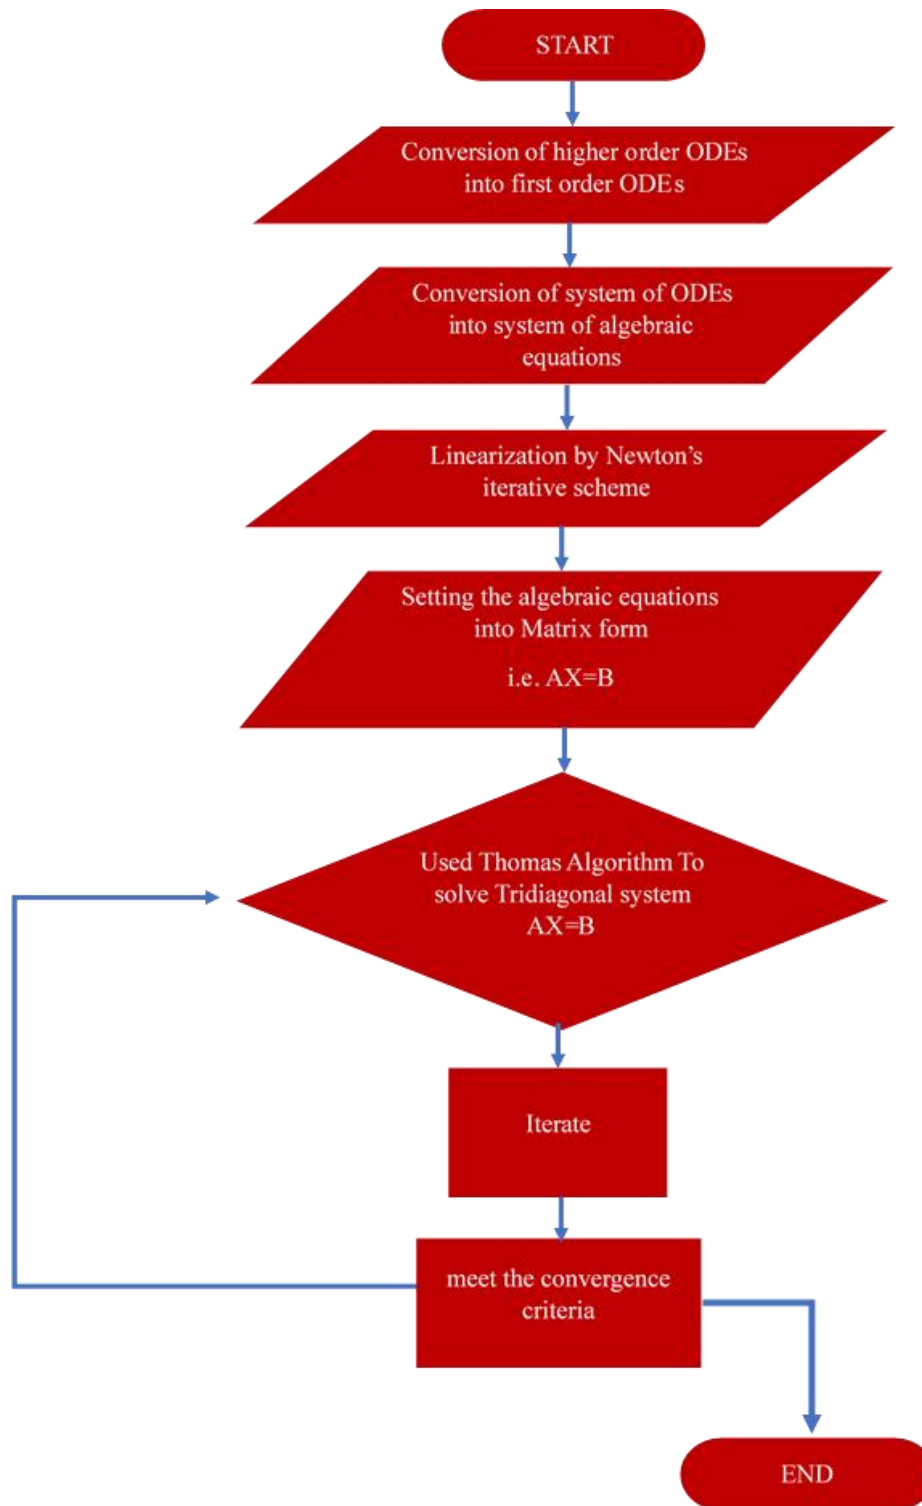 START
Conversion of higher order ODEs
into first order ODEs
Conversion of system of ODEs
into system of algebraic
equations
Linearization by Newton’s
iterative scheme
Setting the algebraic equations
into Matrix form
i.e. AX=B
Used Thomas Algorithm To
solve Tridiagonal system
AX=B
Iterate
meet the convergence
criteria
END